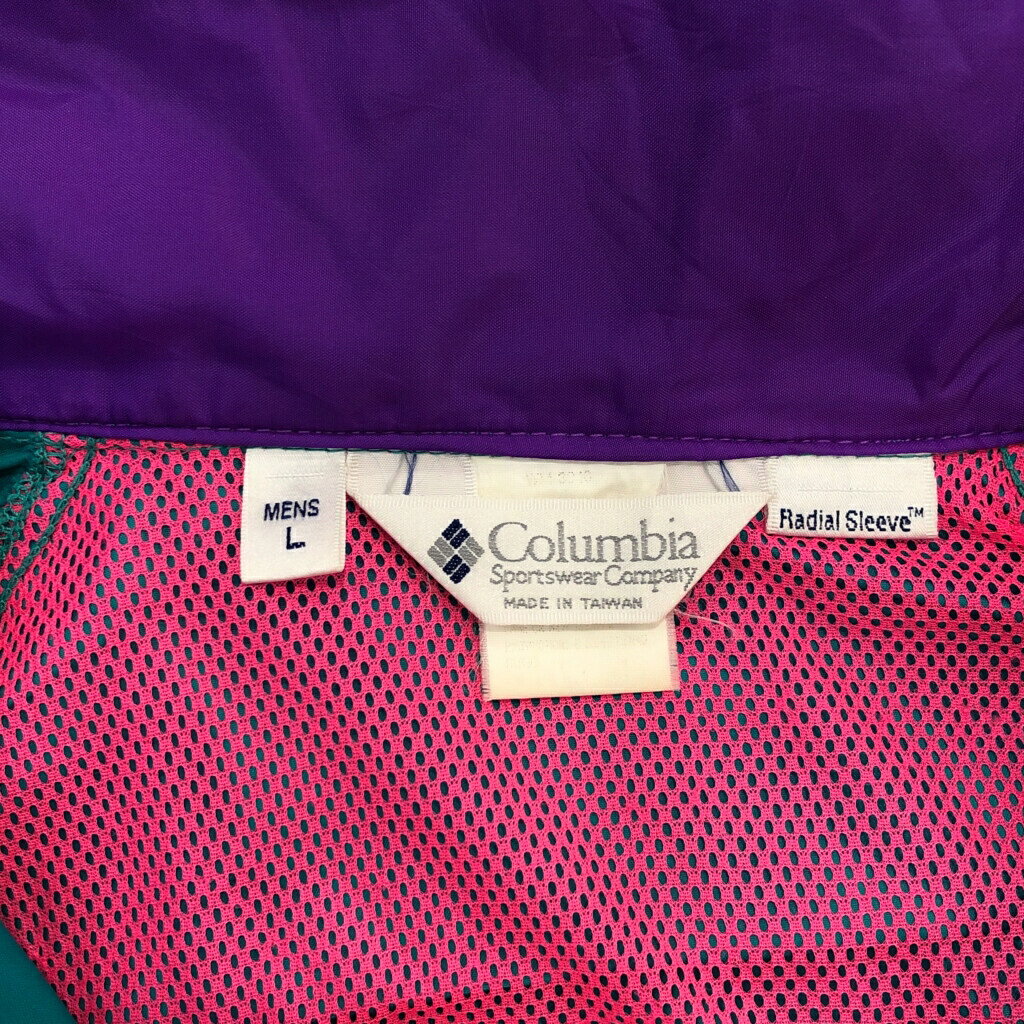 MENS
L
Columbia
Sportswear Company
MADE IN TAIWAN
Radial Sleeve™